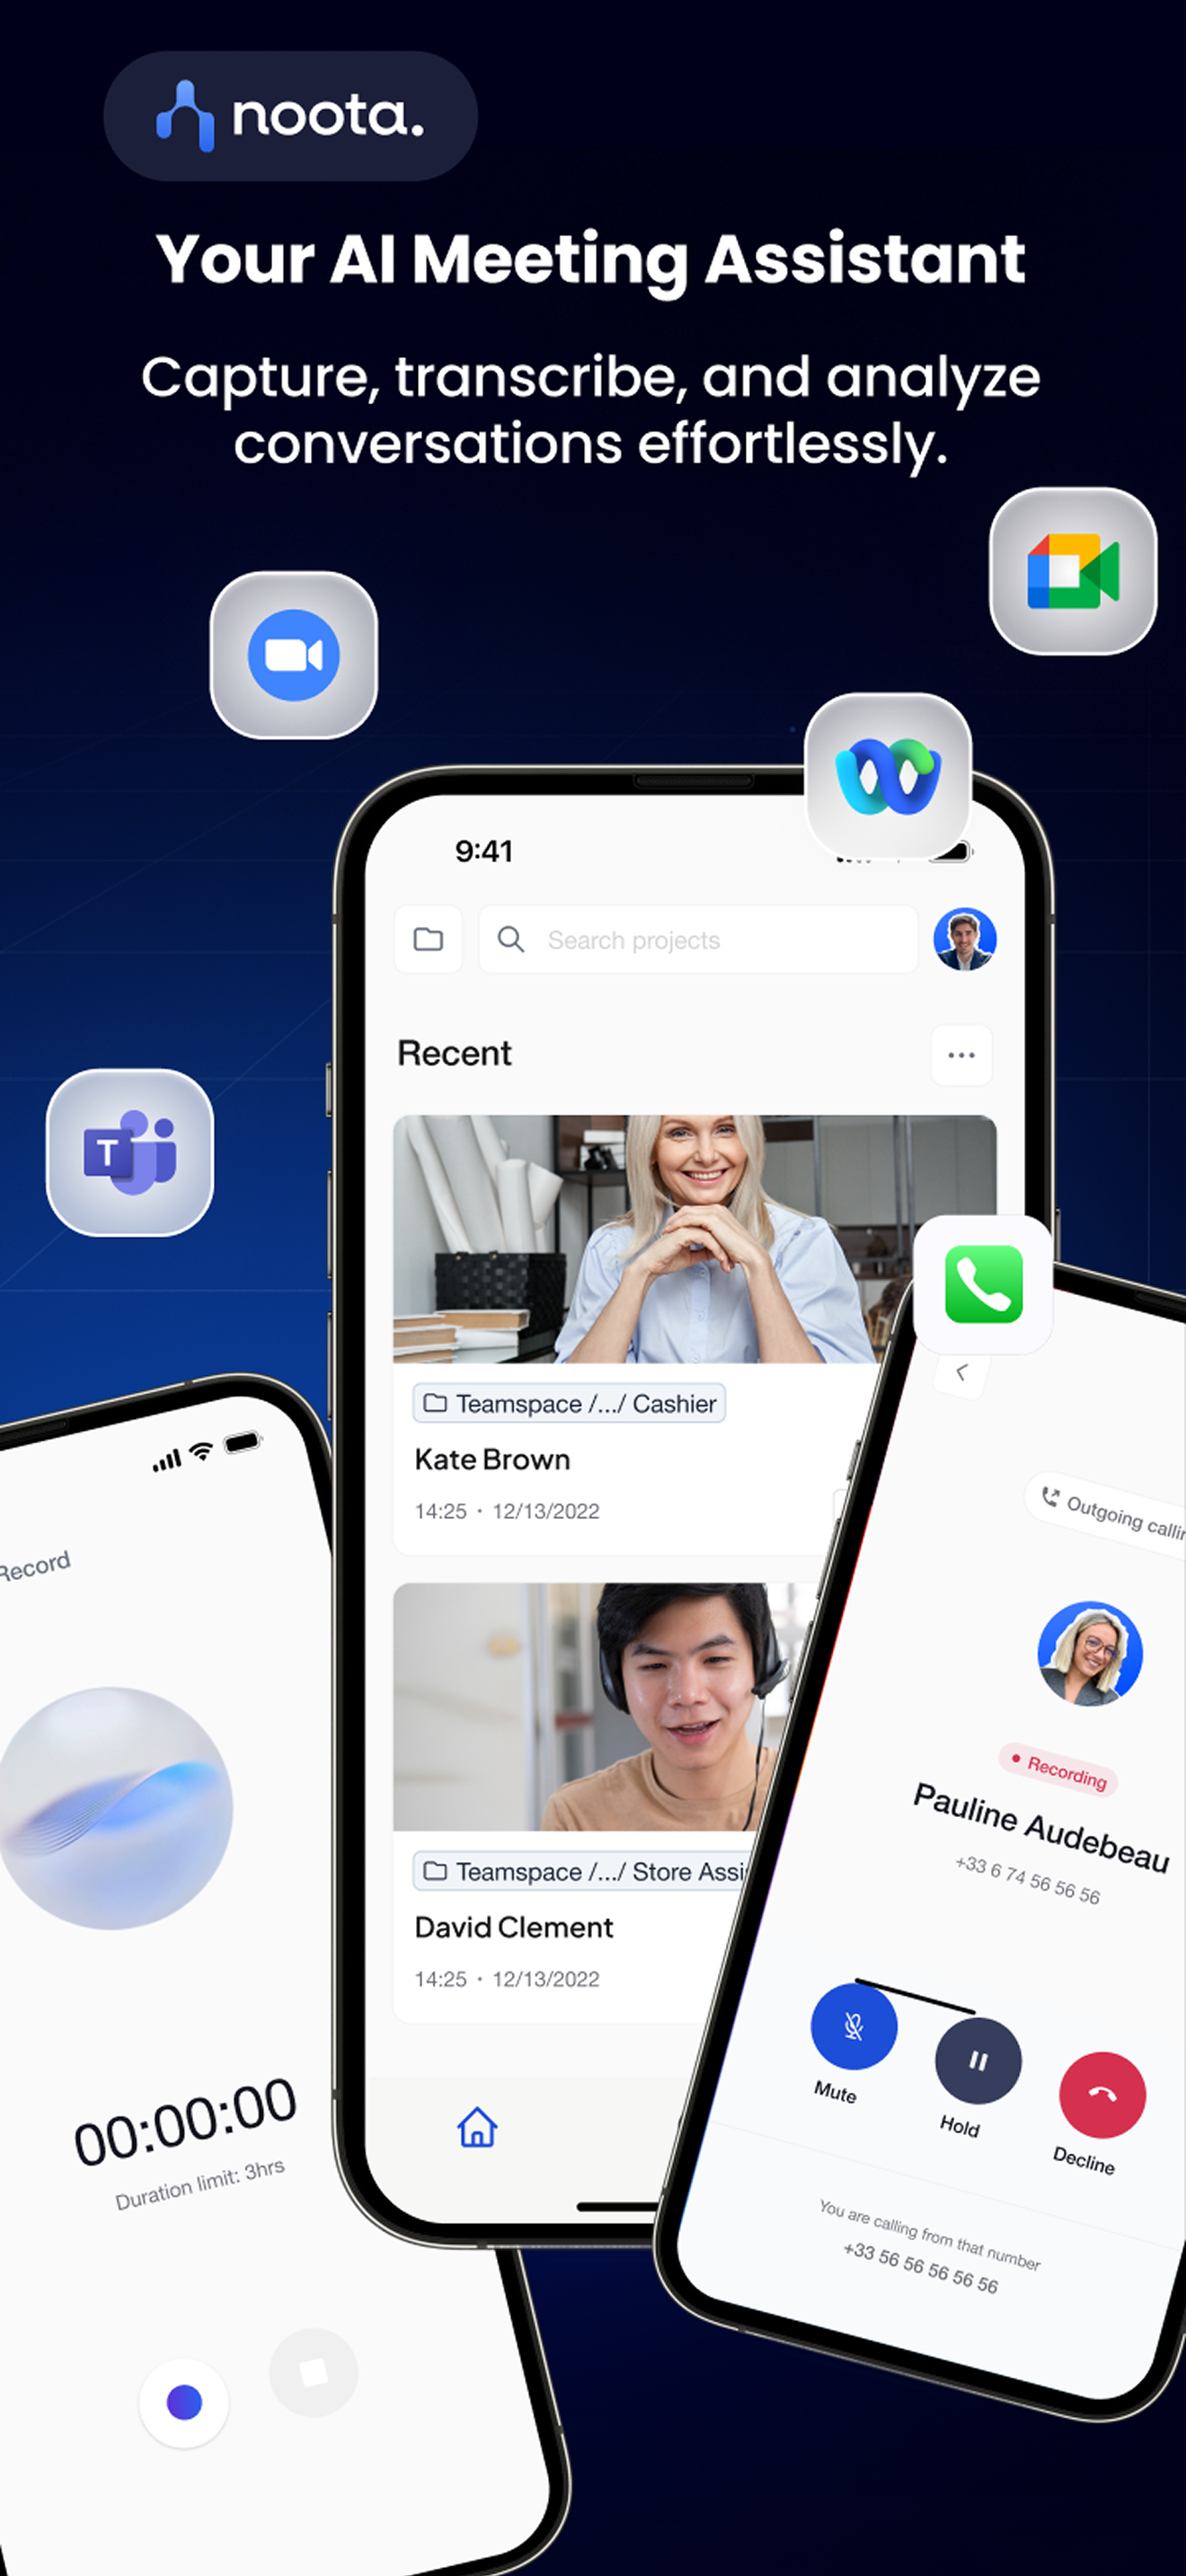 noota.
Your AI Meeting Assistant
Capture, transcribe, and analyze
conversations effortlessly.
9:41
Search projects
Recent
T
Teamspace /.../ Cashier
Kate Brown
14:25 · 12/13/2022
Teamspace /.../ Store
David Clement
14:25 · 12/13/2022
Record
00:00:00
Duration limit: 3hrs
Outgoing
Recording
Pauline Audebeau
+33 6 74 56 56 56
Mute
Hold
Decline
You are calling from that number
+33 56 56 56 56 56